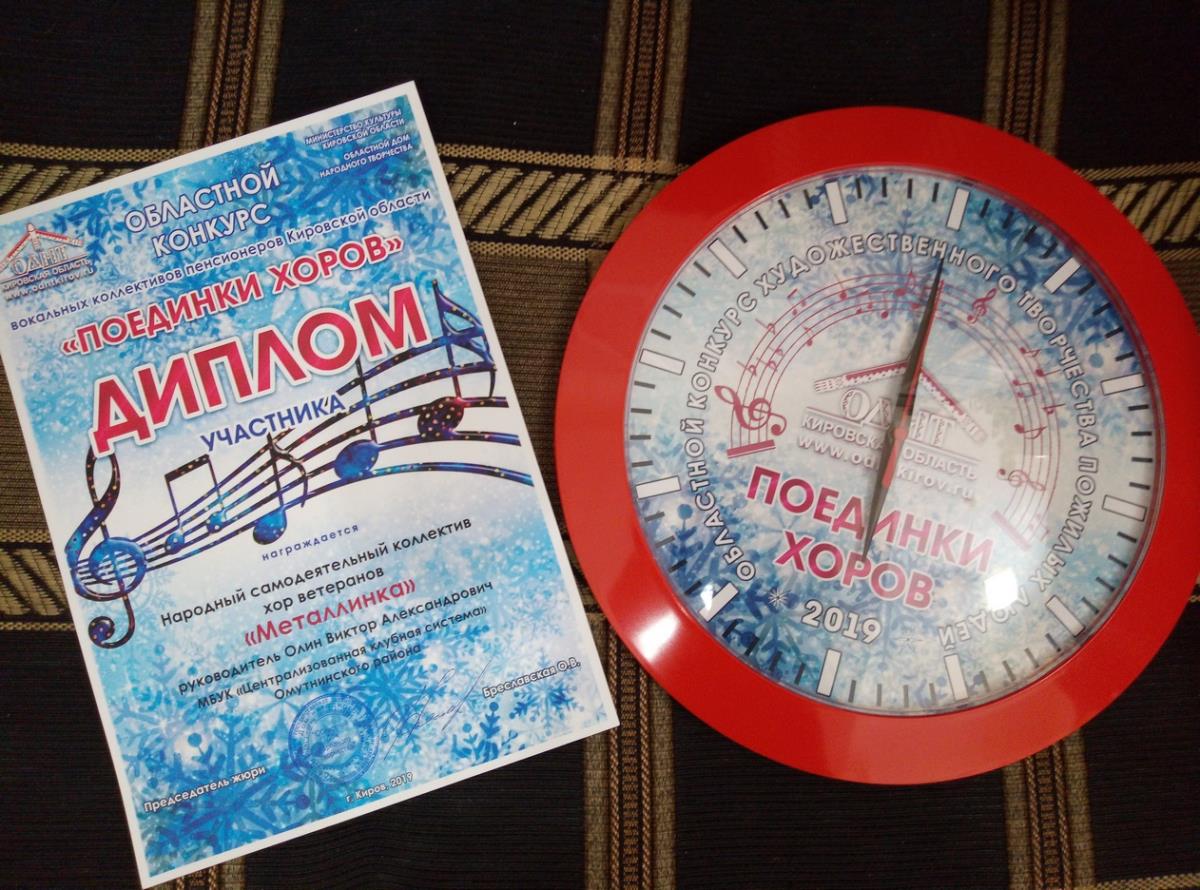 МИНИСТЕРСТВО КУЛЬТУРЫ
КИРОВСКОЙ ОБЛАСТИ
ОБЛАСТНОЙ ДОМ
НАРОДНОГО ТВОРЧЕСТВА
ОДНТ
КИРОВСКАЯ ОБЛАСТЬ
www.odntkirov.ru
ОБЛАСТНОЙ
КОНКУРС
вокальных коллективов пенсионеров Кировской области
«ПОЕДИНКИ ХОРОВ»
ДИПЛОМ
УЧАСТНИКА
награждается
Народный самодеятельный коллектив
хор ветеранов
«Металлинка»
руководитель Олин Виктор Александрович
МБУК «Централизованная клубная система»
Омутнинского района
Председатель жюри
Бреславская О.В.
г. Киров, 2019
ОБЛАСТНОЙ КОНКУРС ХУДОЖЕСТВЕННОГО ТВОРЧЕСТВА ПОЖИЛЫХ ЛЮДЕЙ
ОДНТ
КИРОВСКАЯ ОБЛАСТЬ
www.odntkirov.ru
ПОЕДИНКИ
ХОРОВ
2019